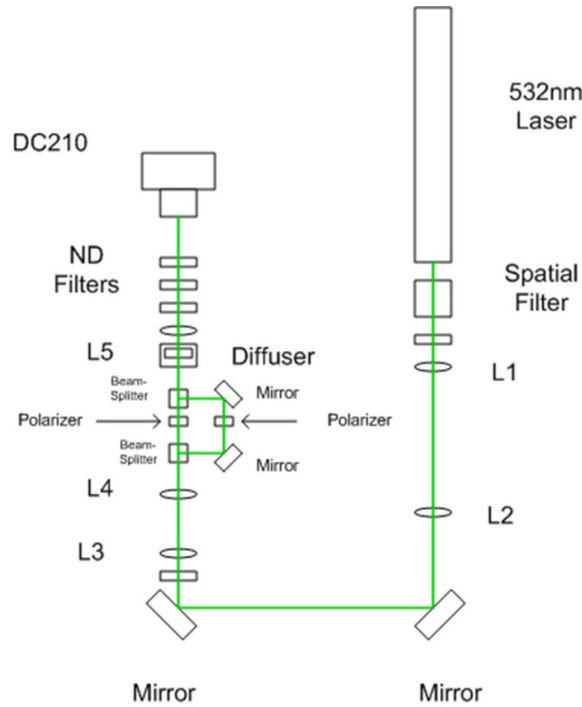 532nm
Laser
DC210
ND
Filters
Spatial
Filter
L5
Diffuser
L1
Beam-
Splitter
Mirror
Polarizer
Polarizer
Beam-
Splitter
Mirror
L4
L2
L3
Mirror
Mirror